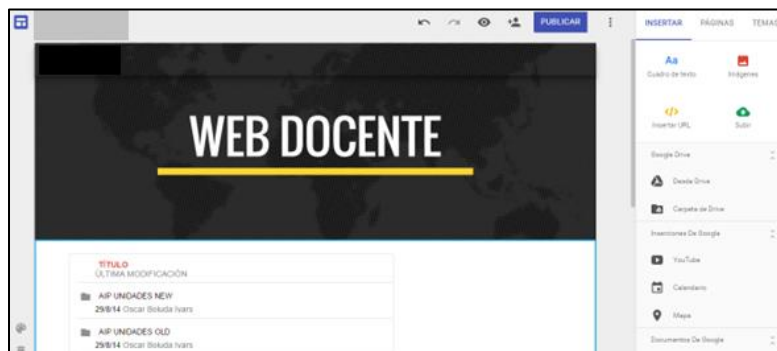 PUBLICAR
INSERTAR PÁGINAS TEMAS
Aa
Cuadro de texto Imágenes
Insertar URL Subir
WEB DOCENTE
Google Drive
Desde Drive
Carpeta de Drive
Inserciones De Google
YouTube
Calendario
Mapa
Documentos De Google
TÍTULO
ÚLTIMA MODIFICACIÓN
AIP UNIDADES NEW
29/8/14 Oscar Boluda Ivars
AIP UNIDADES OLD
29/8/14 Oscar Boluda Ivars